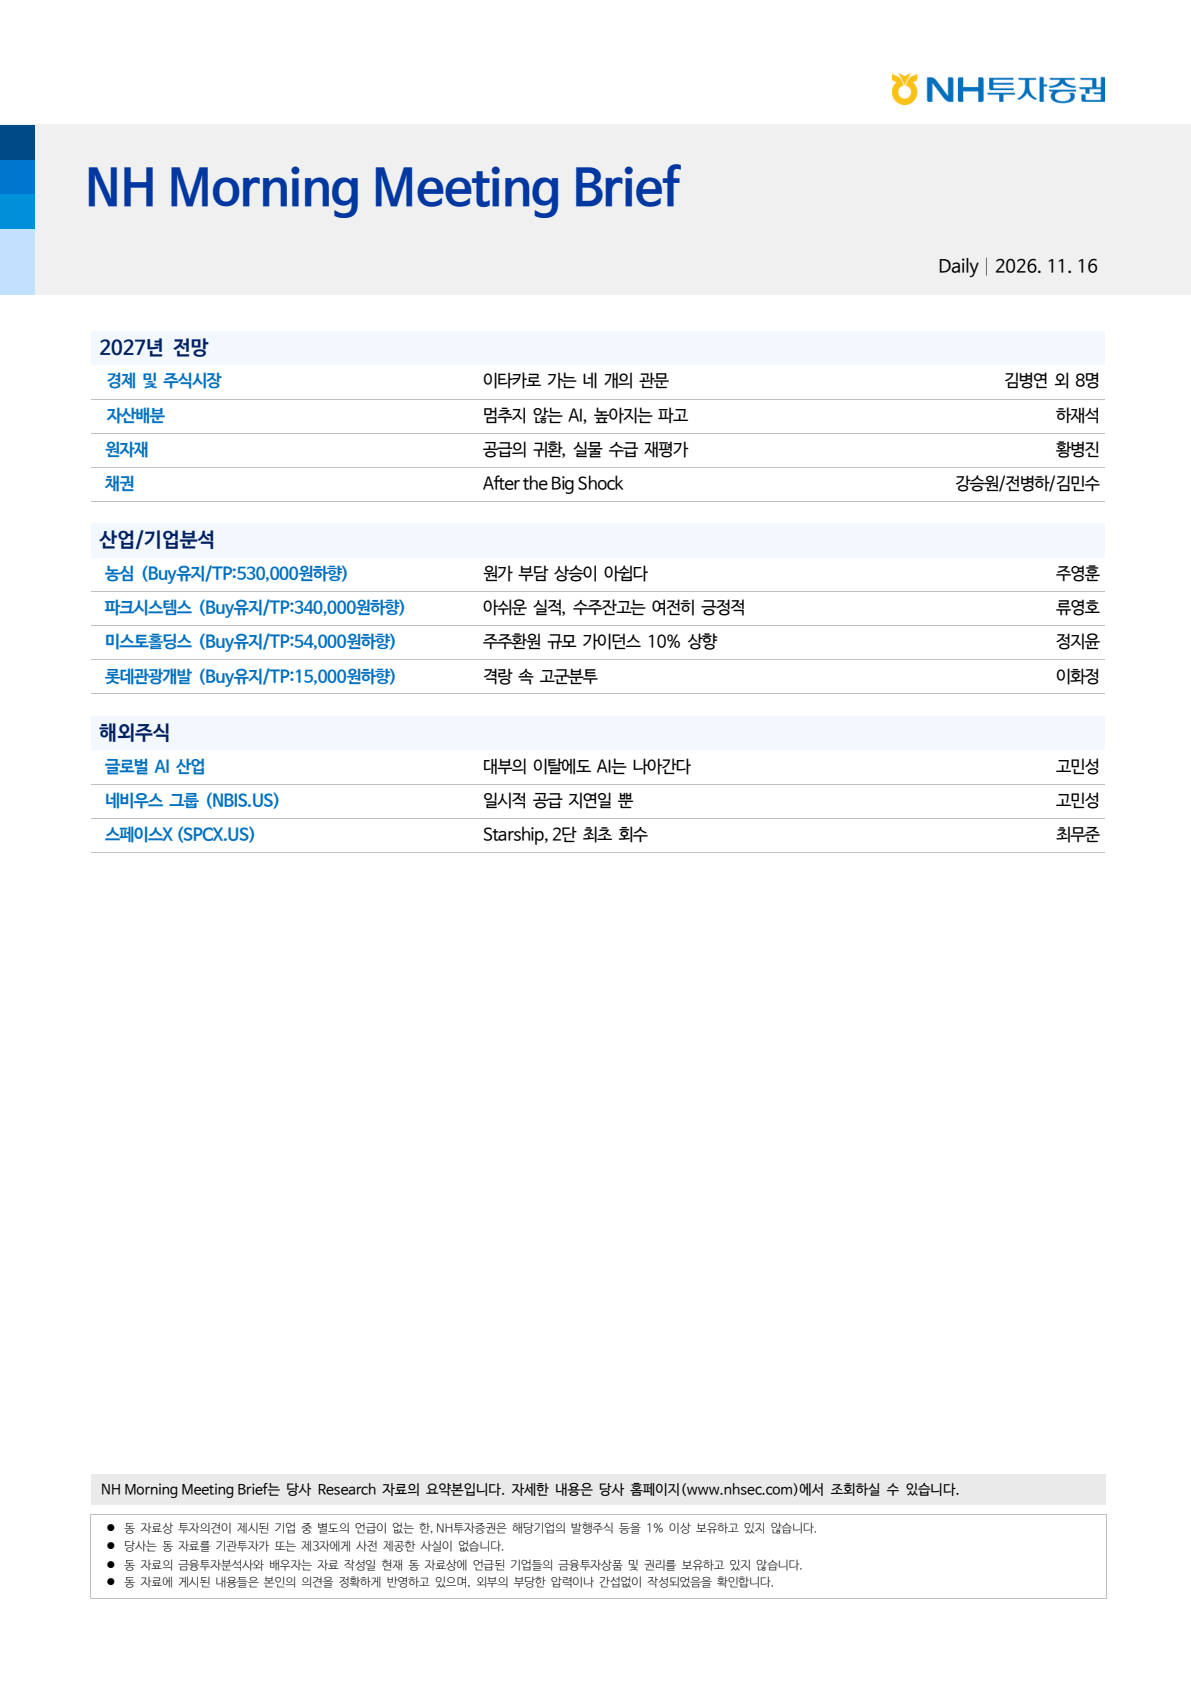 NH투자증권
NH Morning Meeting Brief
Daily | 2026. 11. 16
2027년 전망
경제 및 주식시장 이타카로 가는 네 개의 관문 김병연 외 8명
자산배분 멈추지 않는 AI, 높아지는 파고 하재석
원자재 공급의 귀환, 실물 수급 재평가 황병진
채권 After the Big Shock 강승원/전병하/김민수
산업/기업분석
농심 (Buy유지/TP:530,000원하향) 원가 부담 상승이 아쉽다 주영훈
파크시스템스 (Buy유지/TP:340,000원하향) 아쉬운 실적, 수주잔고는 여전히 긍정적 류영호
미스토홀딩스 (Buy유지/TP:54,000원하향) 주주환원 규모 가이던스 10% 상향 정지윤
롯데관광개발 (Buy유지/TP:15,000원하향) 격랑 속 고군분투 이화정
해외주식
글로벌 AI 산업 대부의 이탈에도 AI는 나아간다 고민성
네비우스 그룹 (NBIS.US) 일시적 공급 지연일 뿐 고민성
스페이스X (SPCX.US) Starship, 2단 최초 회수 최무준
NH Morning Meeting Brief는 당사 Research 자료의 요약본입니다. 자세한 내용은 당사 홈페이지(www.nhsec.com)에서 조회하실 수 있습니다.
● 동 자료상 투자의견이 제시된 기업 중 별도의 언급이 없는 한, NH투자증권은 해당기업의 발행주식 등을 1% 이상 보유하고 있지 않습니다.
● 당사는 동 자료를 기관투자가 또는 제3자에게 사전 제공한 사실이 없습니다.
● 동 자료의 금융투자분석사와 배우자는 자료 작성일 현재 동 자료상에 언급된 기업들의 금융투자상품 및 권리를 보유하고 있지 않습니다.
● 동 자료에 게시된 내용들은 본인의 의견을 정확하게 반영하고 있으며, 외부의 부당한 압력이나 간섭없이 작성되었음을 확인합니다.